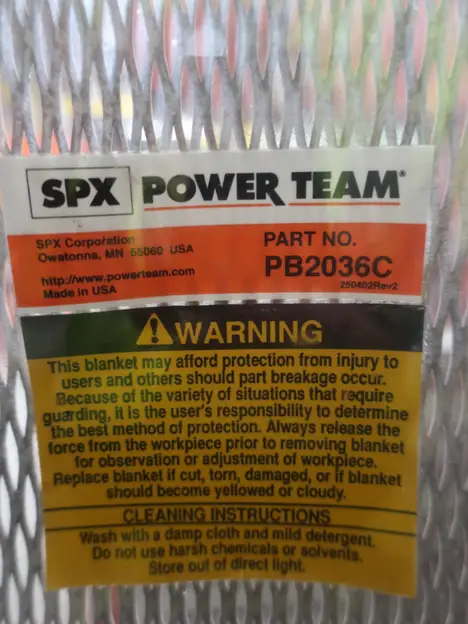 SPX POWER TEAM®
SPX Corporation
Owatonna, MN 55060 USA
http://www.powerteam.com
Made in USA
PART NO.
PB2036C
250402Rev2
WARNING
This blanket may afford protection from injury to
users and others should part breakage occur.
Because of the variety of situations that require
guarding, it is the user's responsibility to determine
the best method of protection. Always release the
force from the workpiece prior to removing blanket
for observation or adjustment of workpiece.
Replace blanket if cut, torn, damaged, or if blanket
should become yellowed or cloudy.
CLEANING INSTRUCTIONS
Wash with a damp cloth and mild detergent.
Do not use harsh chemicals or solvents.
Store out of direct light.